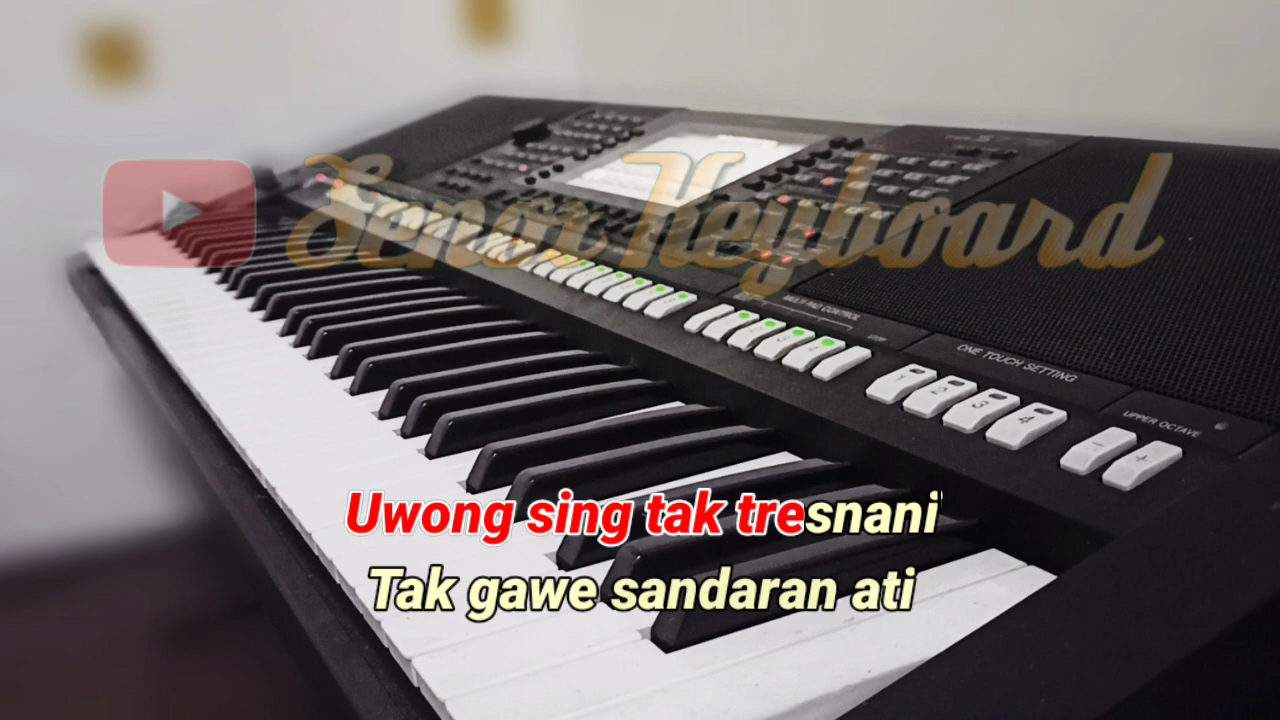 Senon Keyboard
MULTI PAD CONTROL
STOP
ONE TOUCH SETTING
1 2 3 4
UPPER OCTAVE
- +
Uwong sing tak tresnani
Tak gawe sandaran ati